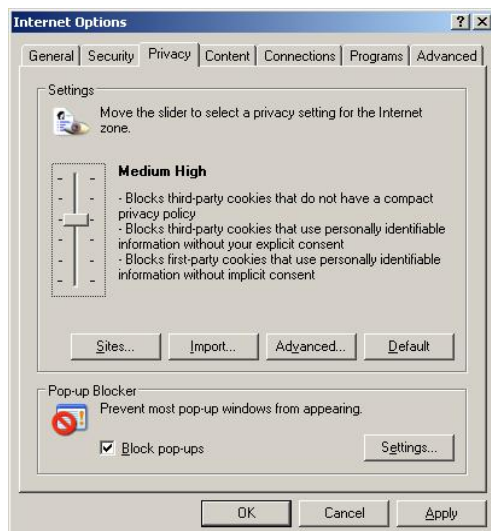 Internet Options
General Security Privacy Content Connections Programs Advanced
Settings
Move the slider to select a privacy setting for the Internet
zone.
Medium High
- Blocks third-party cookies that do not have a compact
privacy policy
- Blocks third-party cookies that use personally identifiable
information without your explicit consent
- Blocks first-party cookies that use personally identifiable
information without implicit consent
Sites... Import... Advanced... Default
Pop-up Blocker
Prevent most pop-up windows from appearing.
Block pop-ups Settings...
OK Cancel Apply